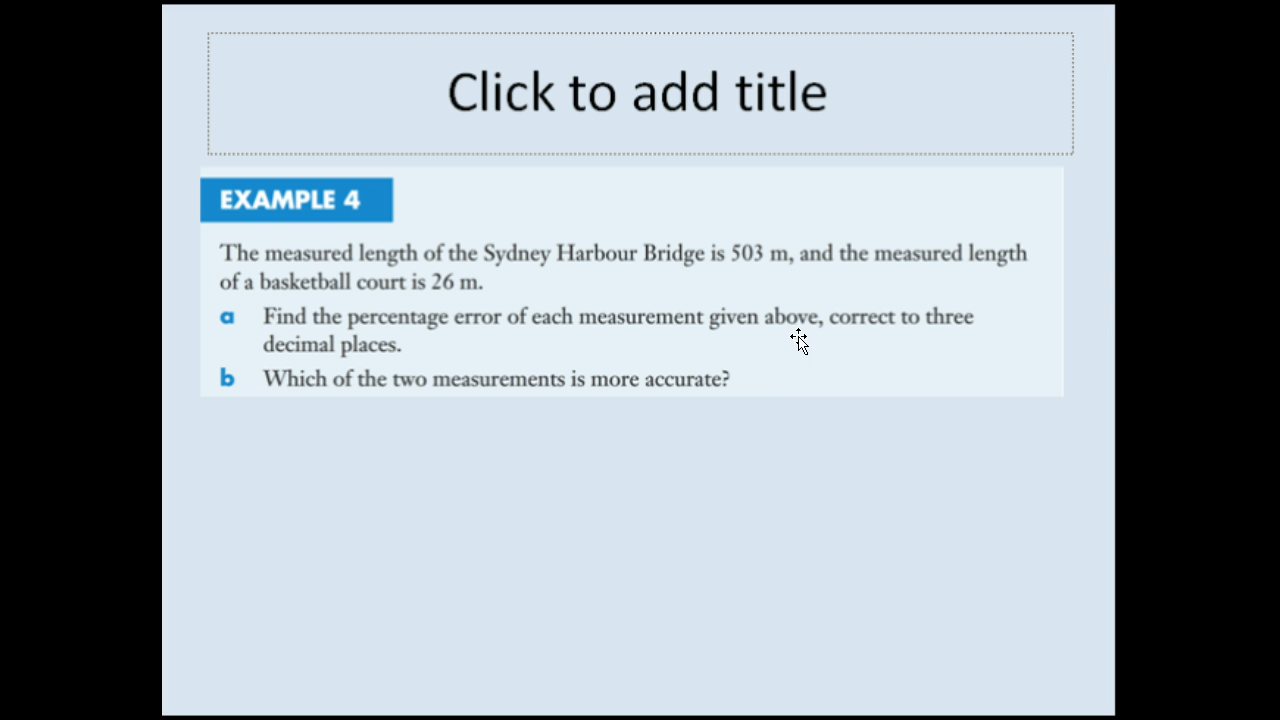 Click to add title
EXAMPLE 4
The measured length of the Sydney Harbour Bridge is 503 m, and the measured length
of a basketball court is 26 m.
a Find the percentage error of each measurement given above, correct to three
decimal places.
b Which of the two measurements is more accurate?